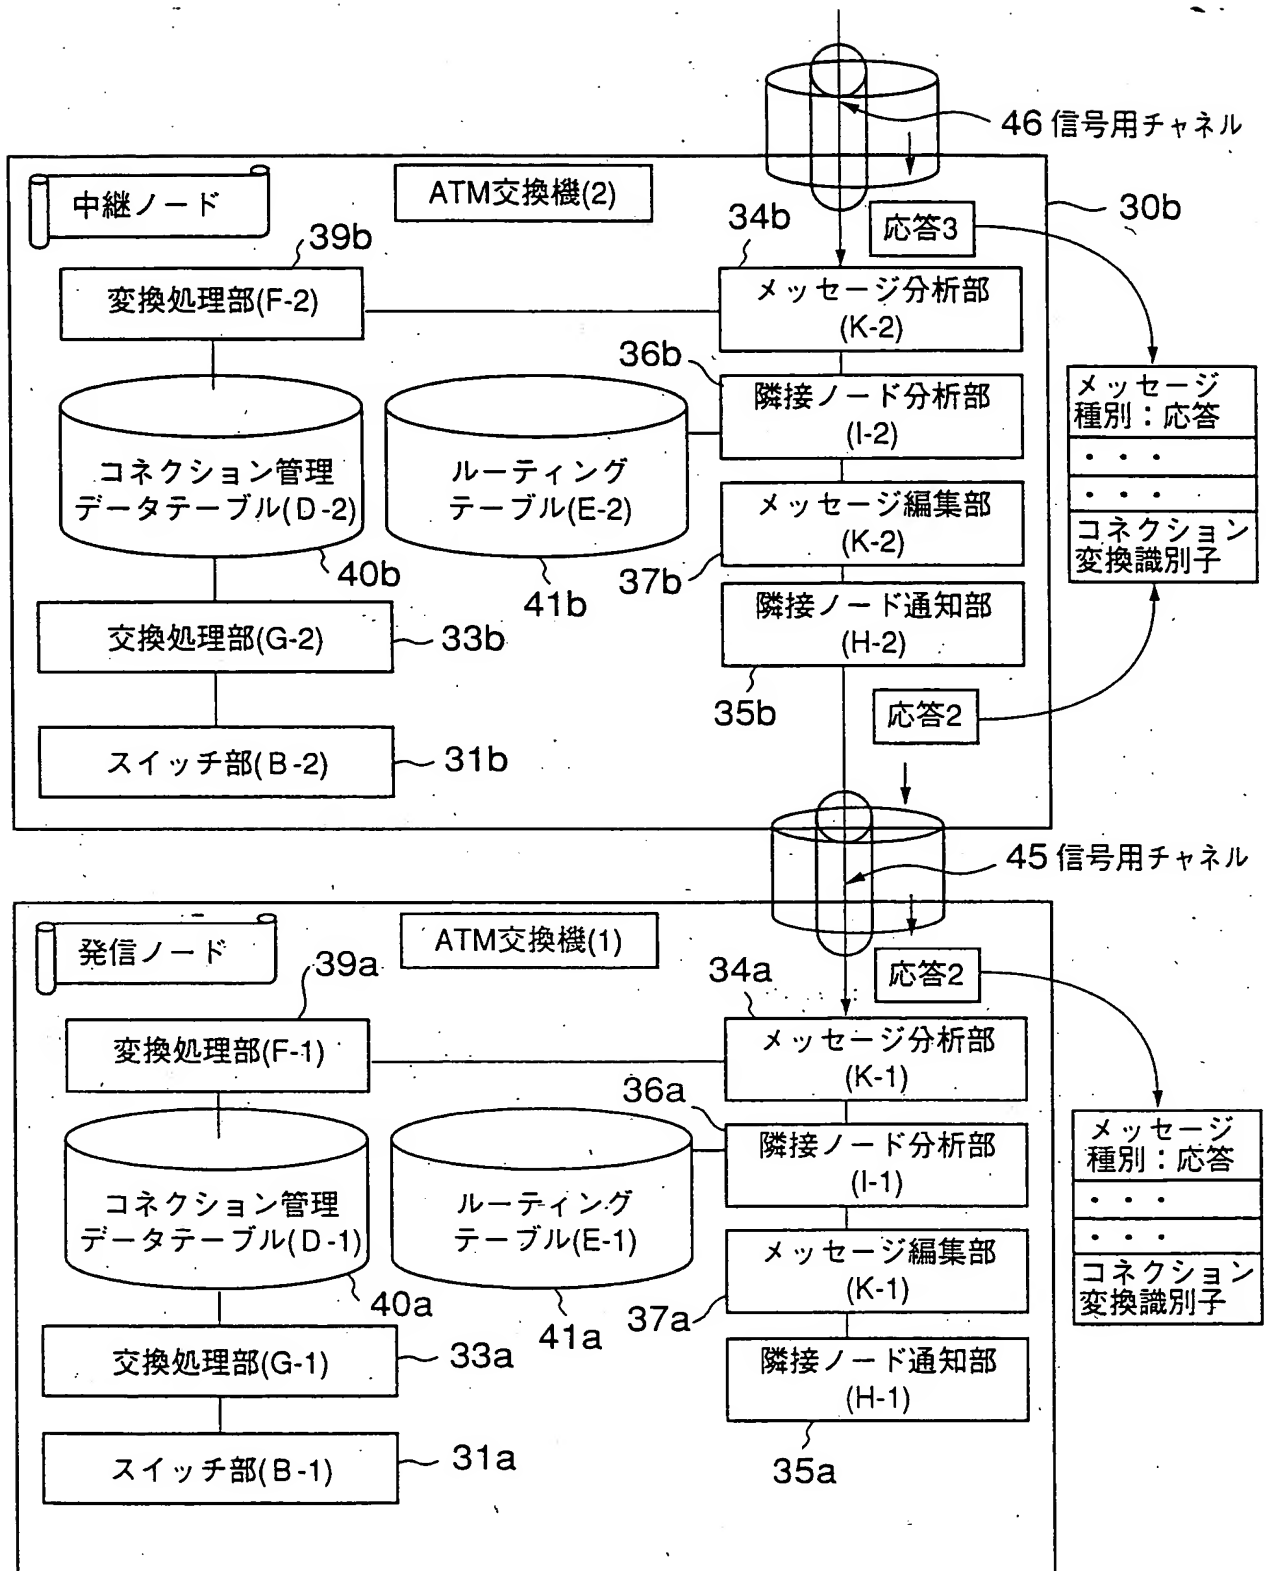 46 信号用チャネル
中継ノード
ATM交換機(2)
30b
応答3
39b
34b
変換処理部(F-2)
メッセージ分析部
(K-2)
36b
隣接ノード分析部
(I-2)
メッセージ
種別：応答
・・・
・・・
コネクション
変換識別子
コネクション管理
データテーブル(D-2)
ルーティング
テーブル(E-2)
メッセージ編集部
(K-2)
40b
41b
37b
隣接ノード通知部
(H-2)
交換処理部(G-2)
33b
35b
応答2
スイッチ部(B-2)
31b
45 信号用チャネル
発信ノード
ATM交換機(1)
39a
34a
応答2
変換処理部(F-1)
メッセージ分析部
(K-1)
36a
隣接ノード分析部
(I-1)
メッセージ
種別：応答
・・・
・・・
コネクション
変換識別子
コネクション管理
データテーブル(D-1)
ルーティング
テーブル(E-1)
メッセージ編集部
(K-1)
40a
41a
37a
交換処理部(G-1)
33a
隣接ノード通知部
(H-1)
スイッチ部(B-1)
31a
35a